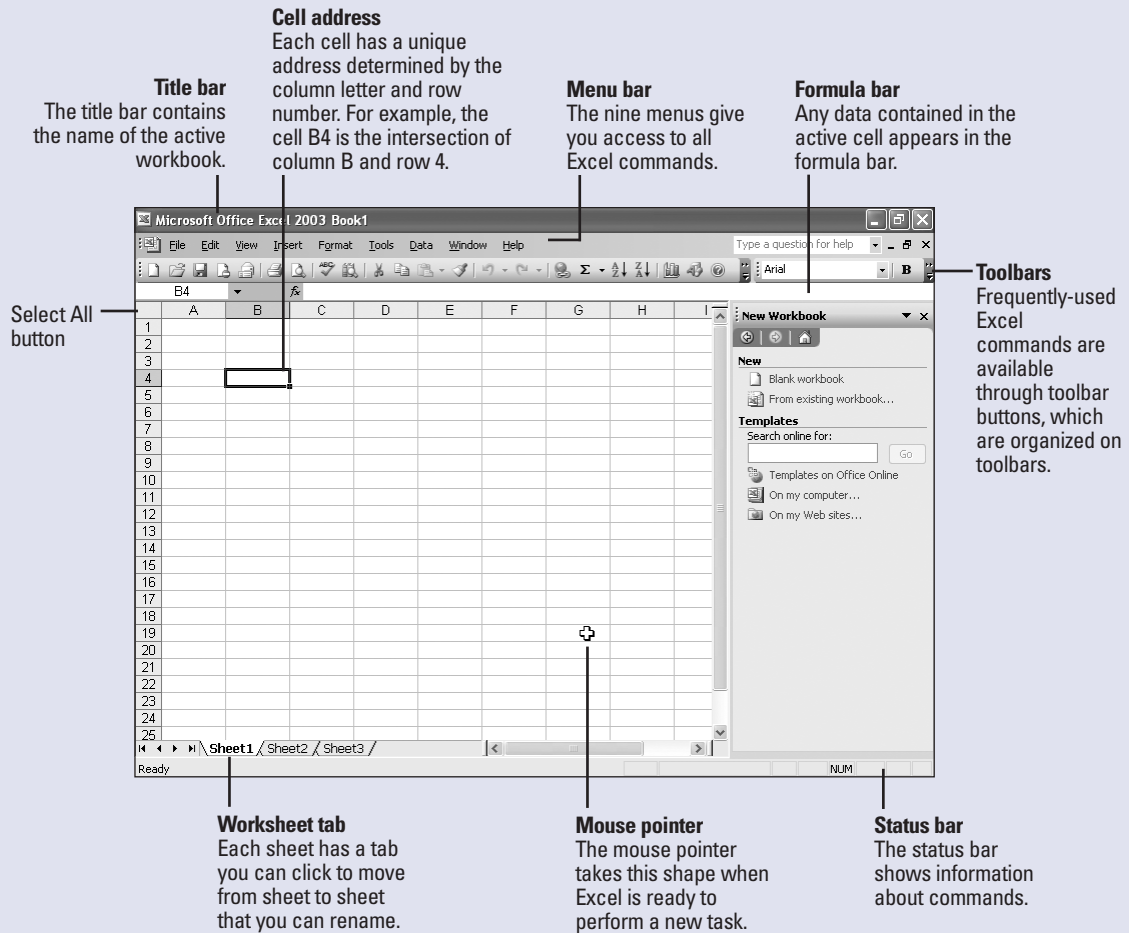 Cell address
Each cell has a unique
address determined by the
column letter and row
number. For example, the
cell B4 is the intersection of
column B and row 4.
Title bar
The title bar contains
the name of the active
workbook.
Menu bar
The nine menus give
you access to all
Excel commands.
Formula bar
Any data contained in the
active cell appears in the
formula bar.
Microsoft Office Excel 2003 Book1
File Edit View Insert Format Tools Data Window Help
Type a question for help
Arial
B
B4
fx
A B C D E F G H I
1
2
3
4
5
6
7
8
9
10
11
12
13
14
15
16
17
18
19
20
21
22
23
24
25
New Workbook
New
Blank workbook
From existing workbook...
Templates
Search online for:
Go
Templates on Office Online
On my computer...
On my Web sites...
Sheet1 Sheet2 Sheet3
Ready
NUM
Select All
button
Toolbars
Frequently-used
Excel
commands are
available
through toolbar
buttons, which
are organized on
toolbars.
Worksheet tab
Each sheet has a tab
you can click to move
from sheet to sheet
that you can rename.
Mouse pointer
The mouse pointer
takes this shape when
Excel is ready to
perform a new task.
Status bar
The status bar
shows information
about commands.